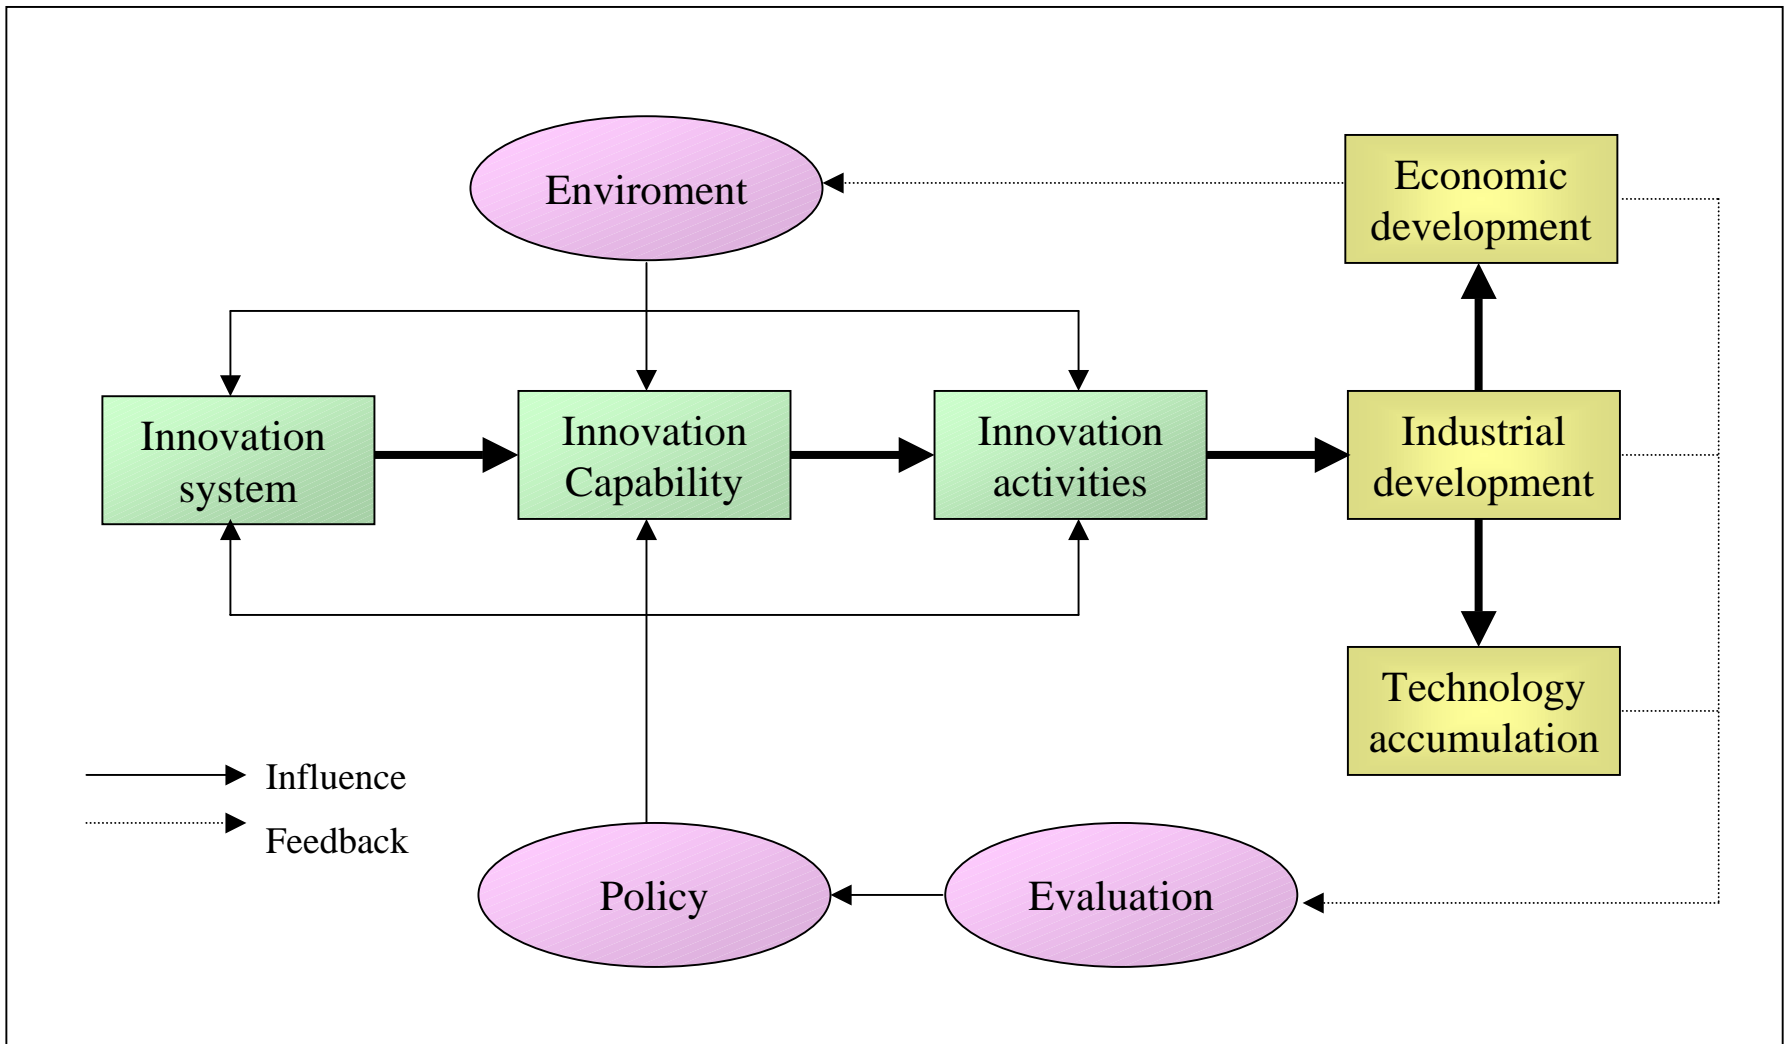 Enviroment
Economic
development
Innovation
system
Innovation
Capability
Innovation
activities
Industrial
development
Technology
accumulation
Influence
Feedback
Policy
Evaluation